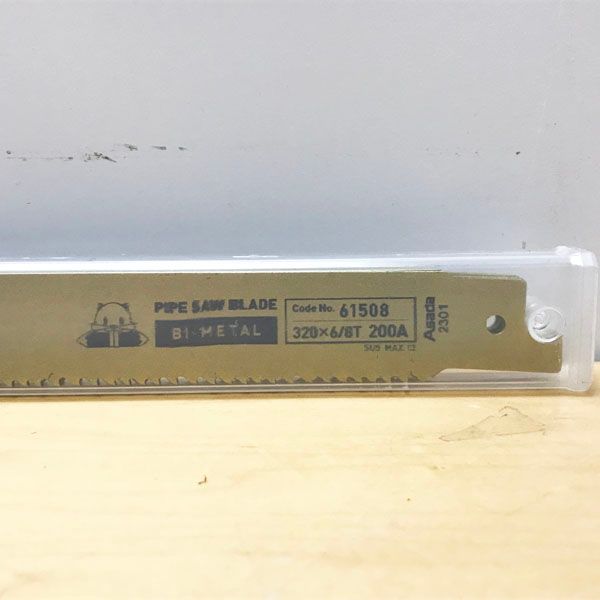 PIPE SAW BLADE
BI-METAL
Code No. 61508
320×6/8T 200A
SUS MAX
Asada
2301